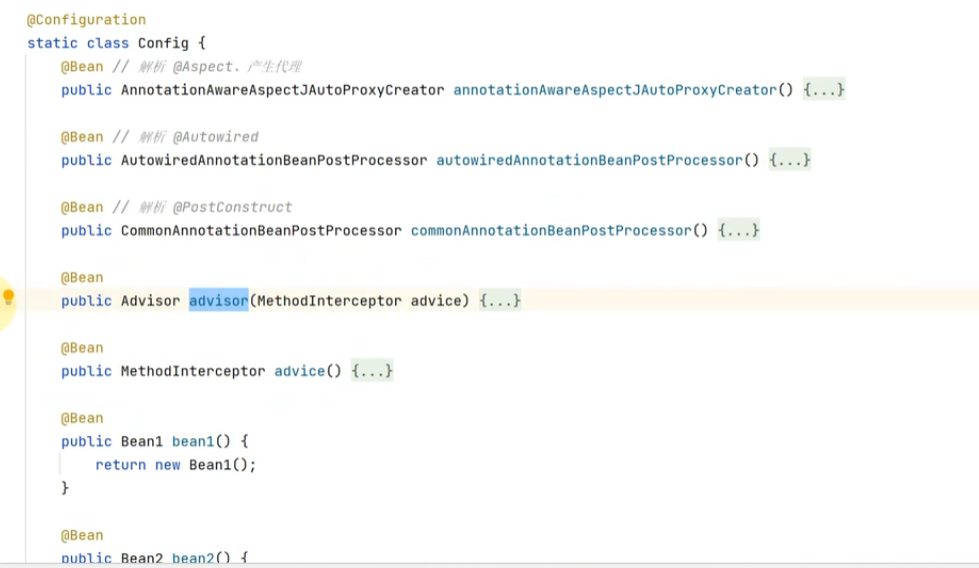 @Configuration
static class Config {
@Bean // 解析 @Aspect、产生代理
public AnnotationAwareAspectJAutoProxyCreator annotationAwareAspectJAutoProxyCreator() {...}
@Bean // 解析 @Autowired
public AutowiredAnnotationBeanPostProcessor autowiredAnnotationBeanPostProcessor() {...}
@Bean // 解析 @PostConstruct
public CommonAnnotationBeanPostProcessor commonAnnotationBeanPostProcessor() {...}
@Bean
public Advisor advisor(MethodInterceptor advice) {...}
@Bean
public MethodInterceptor advice() {...}
@Bean
public Bean1 bean1() {
return new Bean1();
}
@Bean
public Bean2 bean2() {